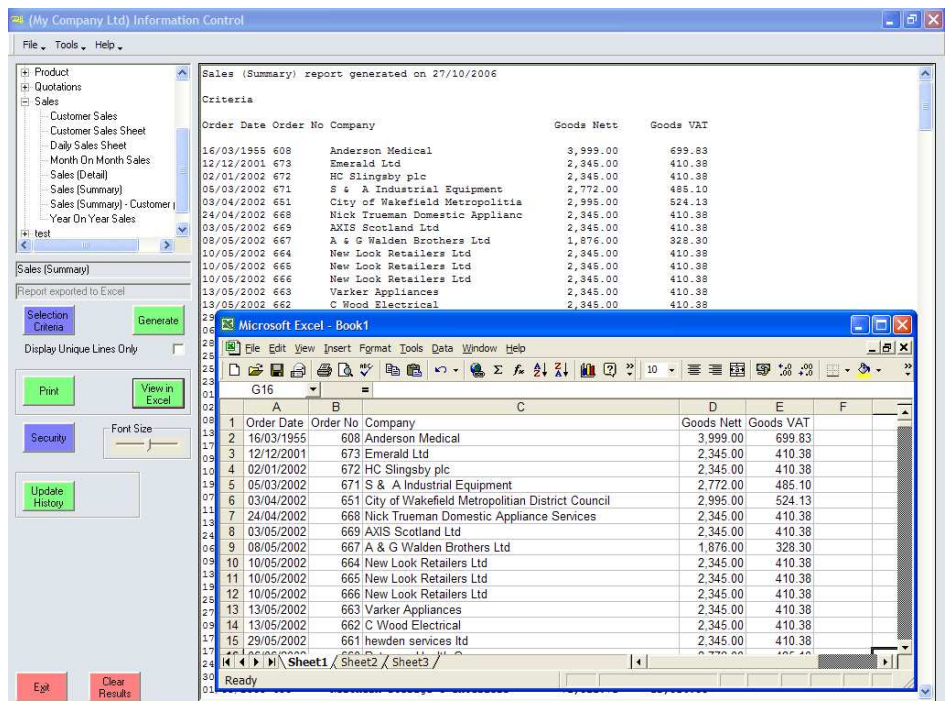 (My Company Ltd) Information Control
File Tools Help
Product
Quotations
Sales
Customer Sales
Customer Sales Sheet
Daily Sales Sheet
Month On Month Sales
Sales (Detail)
Sales (Summary)
Sales (Summary) - Customer
Year On Year Sales
test
Sales (Summary)
Report exported to Excel
Selection Criteria
Generate
Display Unique Lines Only
Print
View in Excel
Security
Font Size
Update History
Exit
Clear Results
Sales (Summary) report generated on 27/10/2006
Criteria
Order Date Order No Company Goods Nett Goods VAT
16/03/1955 608 Anderson Medical 3,999.00 699.83
12/12/2001 673 Emerald Ltd 2,345.00 410.38
02/01/2002 672 HC Slingsby plc 2,345.00 410.38
05/03/2002 671 S & A Industrial Equipment 2,772.00 485.10
03/04/2002 651 City of Wakefield Metropolitia 2,995.00 524.13
24/04/2002 668 Nick Trueman Domestic Applianc 2,345.00 410.38
03/05/2002 669 AXIS Scotland Ltd 2,345.00 410.38
08/05/2002 667 A & G Walden Brothers Ltd 1,876.00 328.30
10/05/2002 664 New Look Retailers Ltd 2,345.00 410.38
10/05/2002 665 New Look Retailers Ltd 2,345.00 410.38
10/05/2002 666 New Look Retailers Ltd 2,345.00 410.38
13/05/2002 663 Varker Appliances 2,345.00 410.38
13/05/2002 662 C Wood Electrical 2,345.00 410.38
Microsoft Excel - Book1
File Edit View Insert Format Tools Data Window Help
10
G16 =
A B C D E F
1 Order Date Order No Company Goods Nett Goods VAT
2 16/03/1955 608 Anderson Medical 3,999.00 699.83
3 12/12/2001 673 Emerald Ltd 2,345.00 410.38
4 02/01/2002 672 HC Slingsby plc 2,345.00 410.38
5 05/03/2002 671 S & A Industrial Equipment 2,772.00 485.10
6 03/04/2002 651 City of Wakefield Metropolitian District Council 2,995.00 524.13
7 24/04/2002 668 Nick Trueman Domestic Appliance Services 2,345.00 410.38
8 03/05/2002 669 AXIS Scotland Ltd 2,345.00 410.38
9 08/05/2002 667 A & G Walden Brothers Ltd 1,876.00 328.30
10 10/05/2002 664 New Look Retailers Ltd 2,345.00 410.38
11 10/05/2002 665 New Look Retailers Ltd 2,345.00 410.38
12 10/05/2002 666 New Look Retailers Ltd 2,345.00 410.38
13 13/05/2002 663 Varker Appliances 2,345.00 410.38
14 13/05/2002 662 C Wood Electrical 2,345.00 410.38
15 29/05/2002 661 hewden services ltd 2,345.00 410.38
Sheet1 / Sheet2 / Sheet3 /
Ready